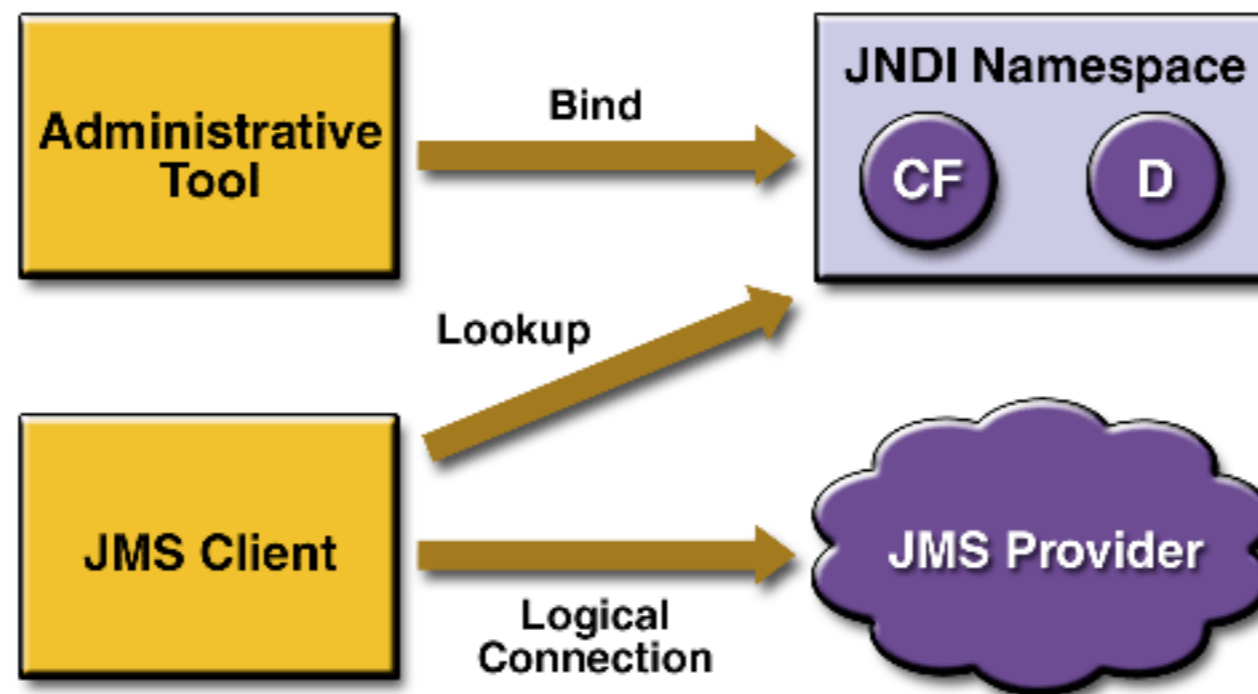 Administrative
Tool
Bind
JNDI Namespace
CF
D
Lookup
JMS Client
Logical
Connection
JMS Provider